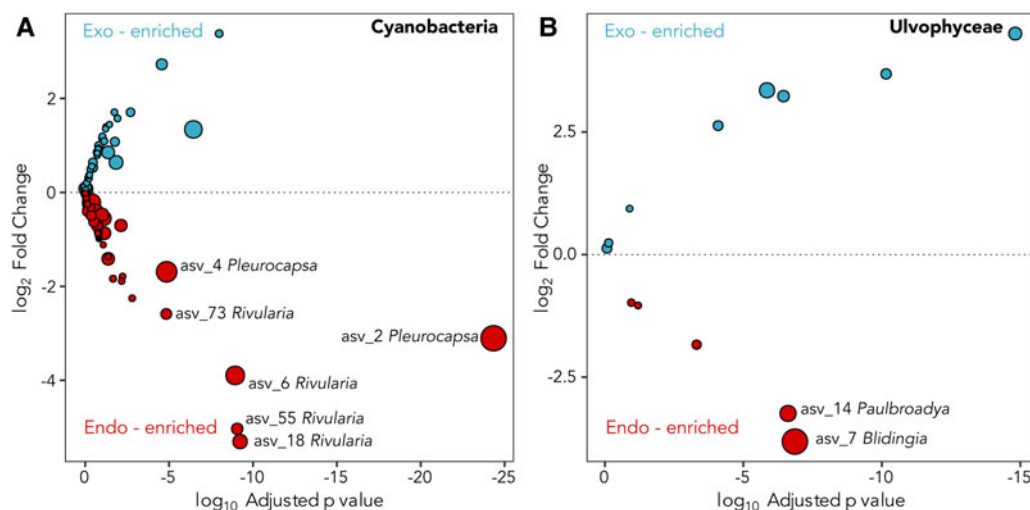 A
Exo - enriched
Cyanobacteria
2
0
-2
-4
log2 Fold Change
asv_4 Pleurocapsa
asv_73 Rivularia
asv_2 Pleurocapsa
asv_6 Rivularia
asv_55 Rivularia
asv_18 Rivularia
Endo - enriched
0
-5
-10
-15
-20
-25
log10 Adjusted p value
B
Exo - enriched
Ulvophyceae
2.5
0.0
-2.5
log2 Fold Change
asv_14 Paulbroadya
asv_7 Blidingia
Endo - enriched
0
-5
-10
-15
log10 Adjusted p value